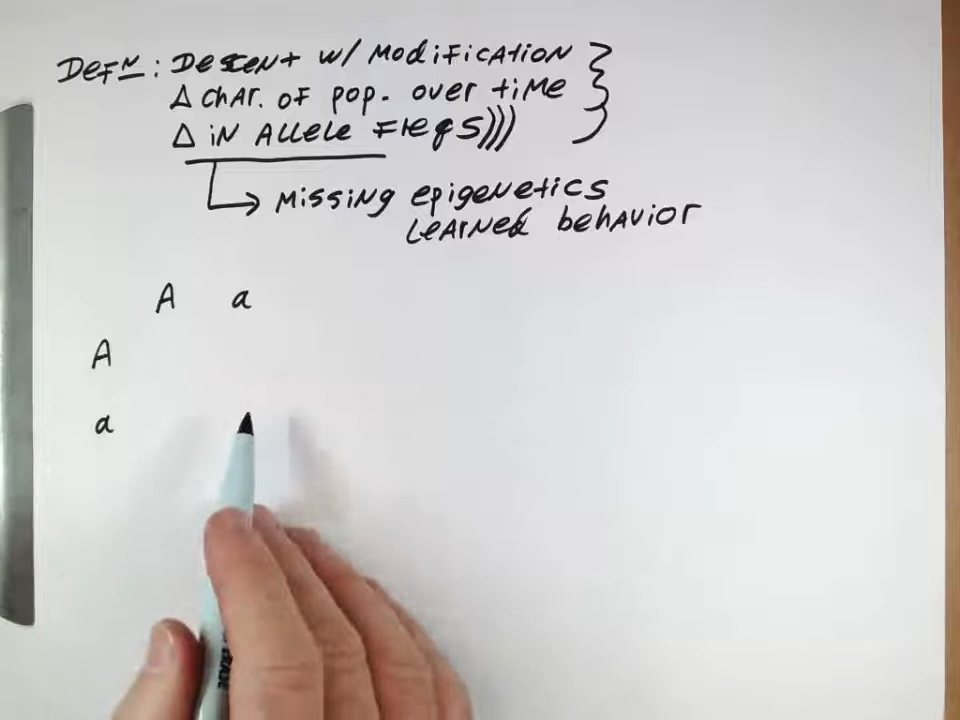 DEFN: DESCENT W/ MODIFICATION
Δ CHAR. OF POP. OVER TIME
Δ IN ALLELE FREQS)))
MISSING EPIGENETICS
LEARNED BEHAVIOR
A a
A
a